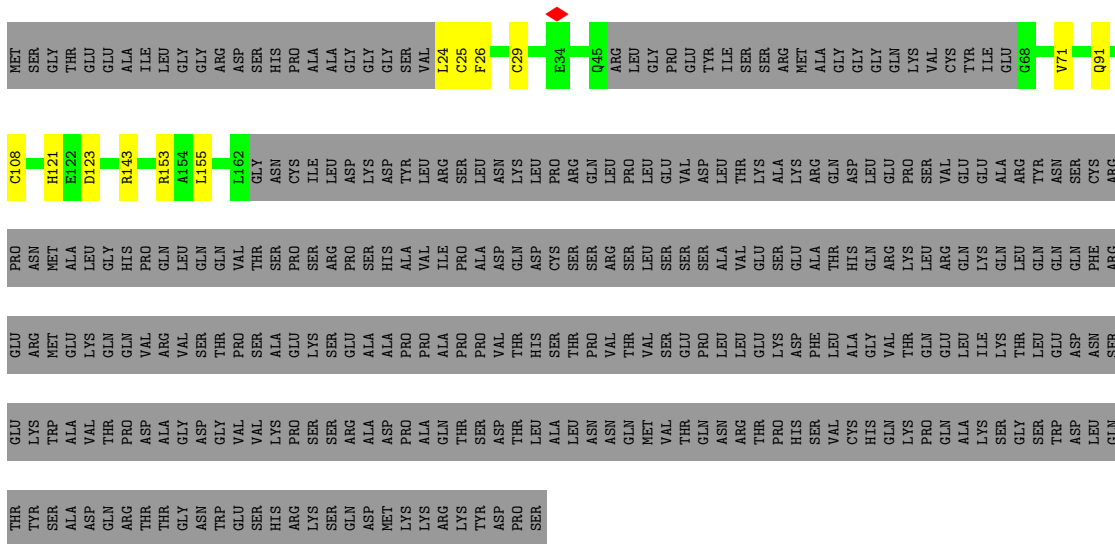 MET SER GLY THR GLU GLU ALA ILE LEU GLY GLY ARG ASP SER HIS PRO ALA ALA GLY GLY GLY SER VAL L24 C25 F26 C29 E34 Q45 ARG LEU GLY PRO GLU TYR ILE SER SER ARG MET ALA GLY GLY GLY GLN LYS VAL CYS TYR ILE GLU G68 V71 Q91
C108 H121 E122 D123 R143 R153 A154 L155 L162 GLY ASN CYS ILE LEU ASP LYS ASP TYR LEU ARG SER LEU ASN LYS LEU PRO ARG GLN LEU PRO LEU GLU VAL ASP LEU THR LYS ALA LYS ARG GLN ASP LEU GLU PRO SER VAL GLU GLU ALA ARG TYR ASN SER CYS ARG
PRO ASN MET ALA LEU GLY HIS PRO GLN LEU GLN GLN VAL THR SER PRO SER ARG PRO SER HIS ALA VAL ILE PRO ALA ASP GLN ASP CYS SER SER ARG SER LEU SER SER SER ALA VAL GLU SER GLU ALA THR HIS GLN ARG LYS LEU ARG GLN LYS GLN LEU GLN GLN GLN PHE ARG
GLU ARG MET GLU LYS GLN GLN VAL ARG VAL SER THR PRO SER ALA GLU LYS SER GLU ALA ALA PRO PRO ALA PRO PRO VAL THR HIS SER THR PRO VAL THR VAL SER GLU PRO LEU LEU GLU LYS ASP PHE LEU ALA GLY VAL THR GLN GLU LEU ILE LYS THR LEU GLU ASP ASN SER
GLU LYS TRP ALA VAL THR PRO ASP ALA GLY ASP GLY VAL VAL LYS PRO SER SER ARG ALA ASP PRO ALA GLN THR SER ASP THR LEU ALA LEU ASN ASN GLN MET VAL THR GLN ASN ARG THR PRO HIS SER VAL CYS HIS GLN LYS PRO GLN ALA LYS SER GLY SER TRP ASP LEU GLN
THR TYR SER ALA ASP GLN ARG THR THR GLY ASN TRP GLU SER HIS ARG LYS SER GLN ASP MET LYS LYS ARG LYS TYR ASP PRO SER